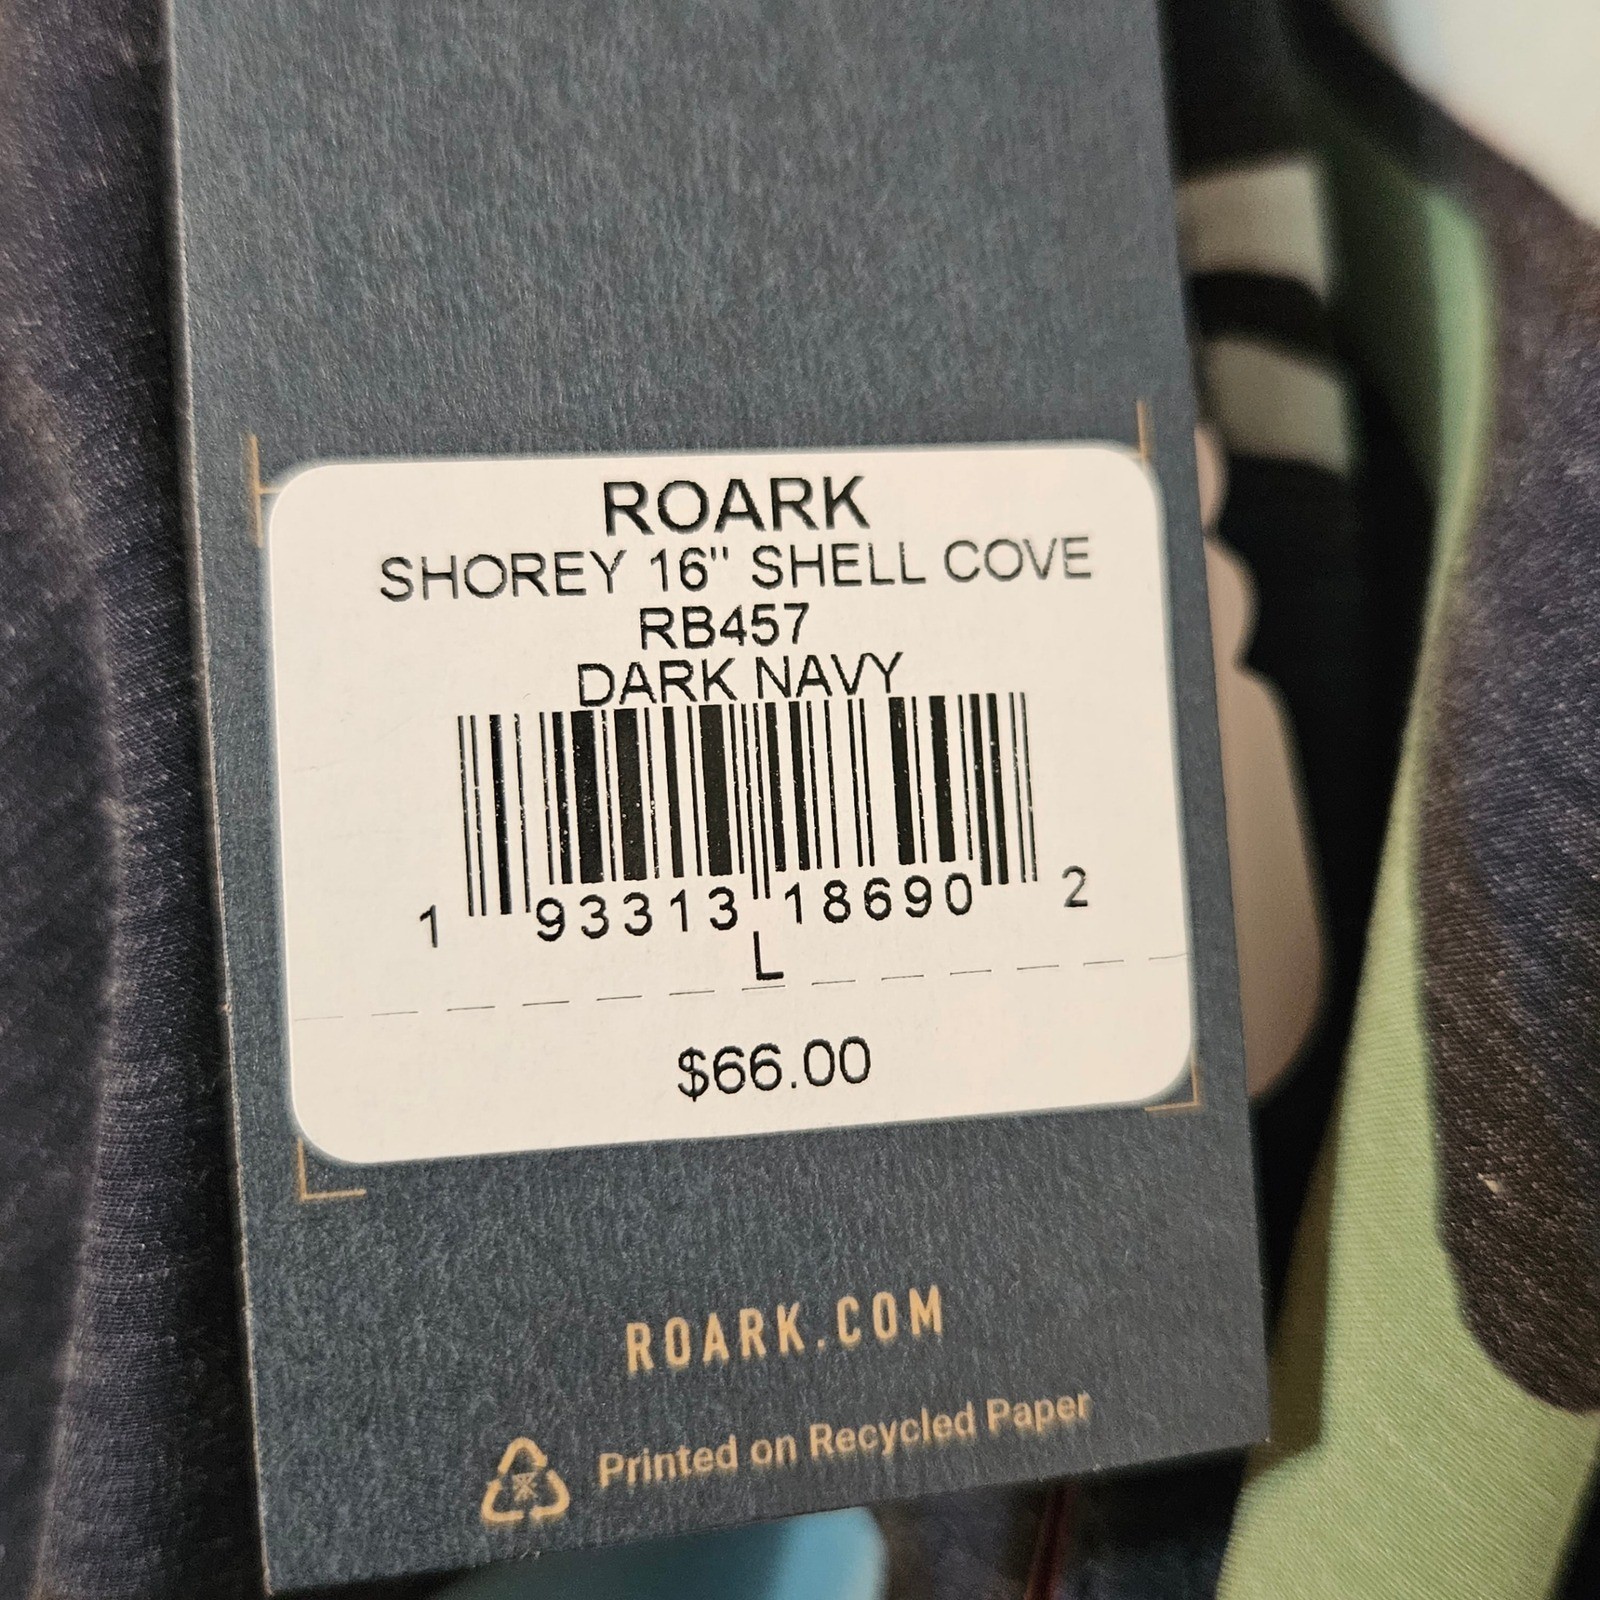 ROARK
SHOREY 16" SHELL COVE
RB457
DARK NAVY
1 93313 18690 2
L
$66.00
ROARK.COM
Printed on Recycled Paper